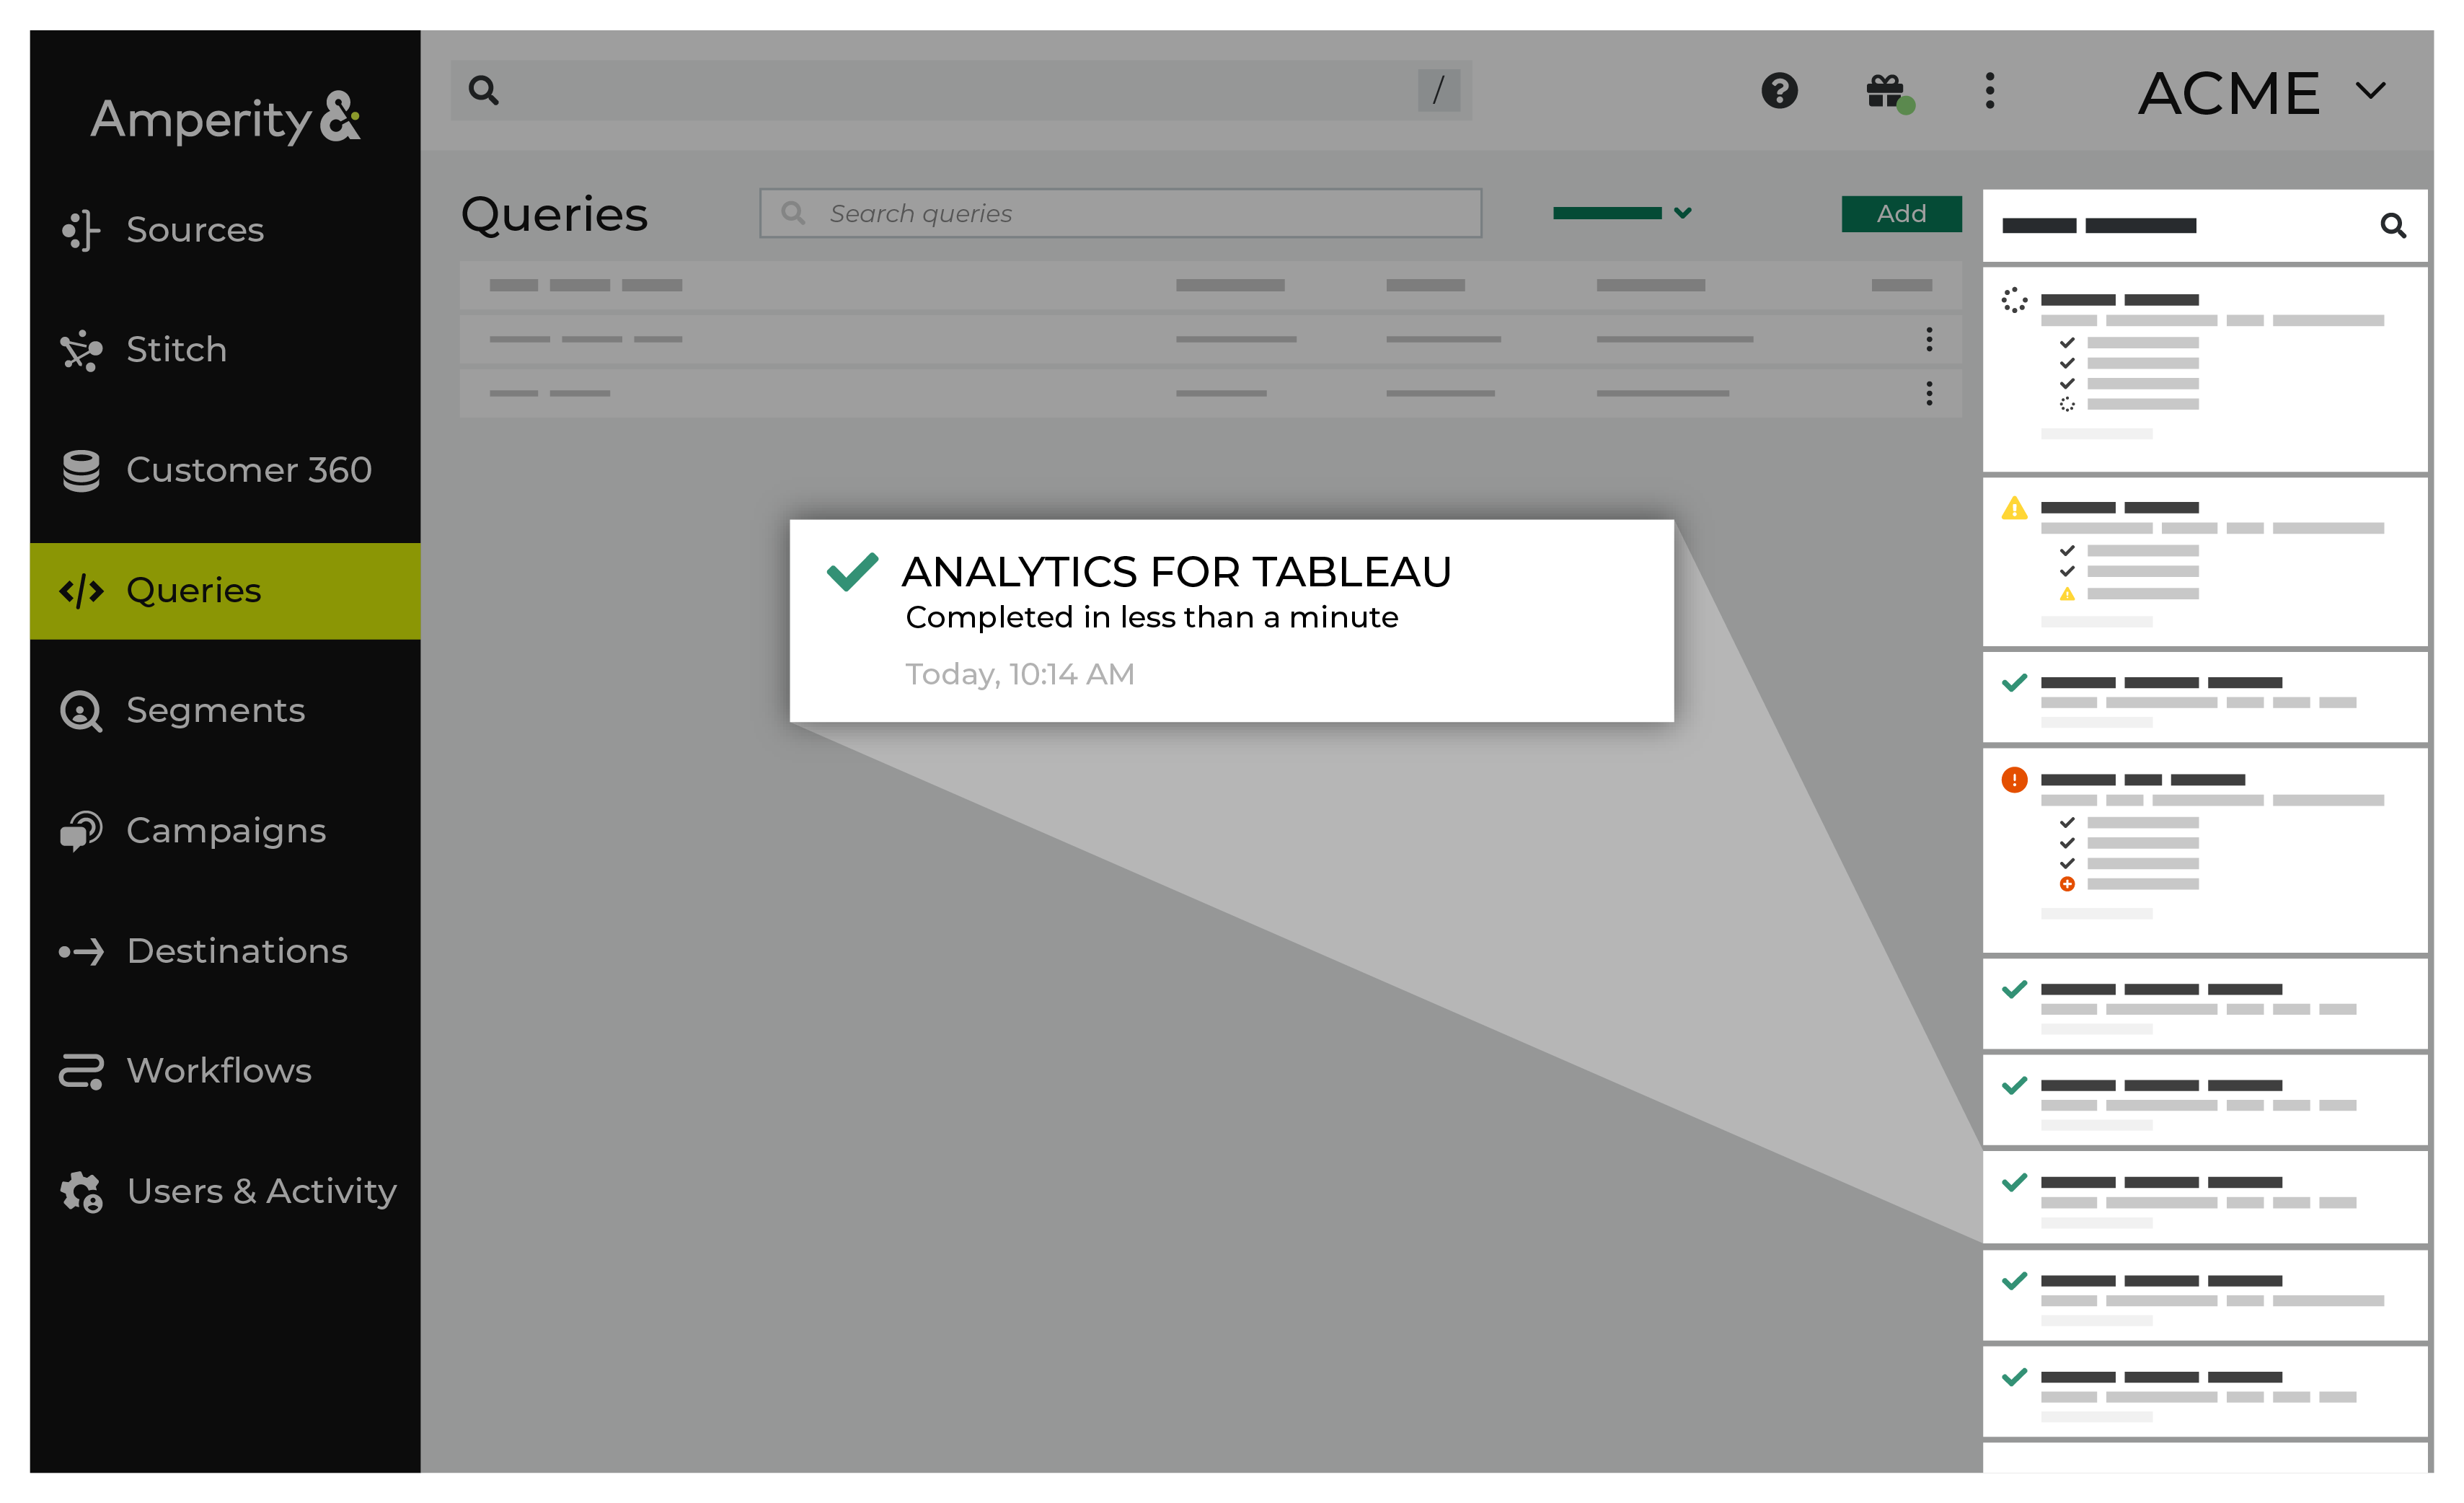 Amperity&
/
ACME
Sources
Stitch
Customer 360
Queries
Segments
Campaigns
Destinations
Workflows
Users & Activity
Queries
Search queries
Add
ANALYTICS FOR TABLEAU
Completed in less than a minute
Today, 10:14 AM